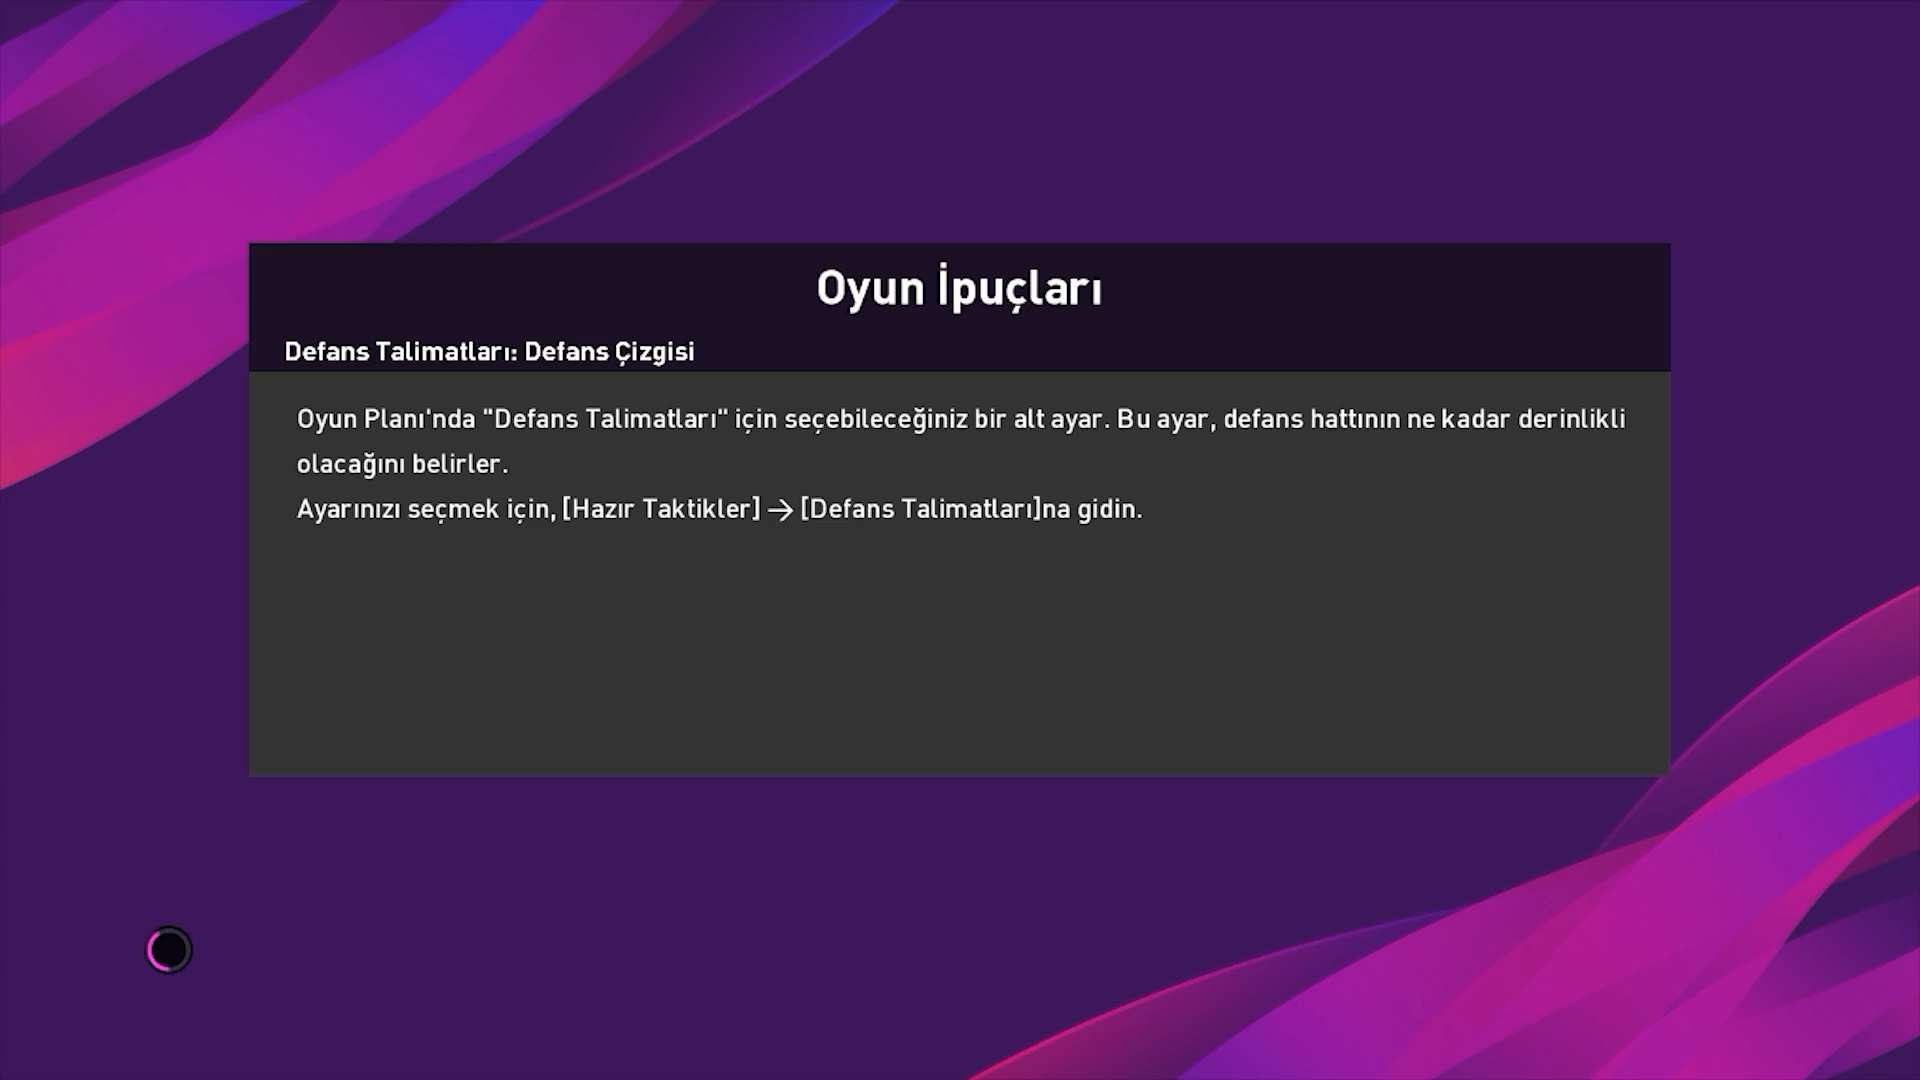 Oyun İpuçları
Defans Talimatları: Defans Çizgisi
Oyun Planı'nda "Defans Talimatları" için seçebileceğiniz bir alt ayar. Bu ayar, defans hattının ne kadar derinlikli
olacağını belirler.
Ayarınızı seçmek için, [Hazır Taktikler] → [Defans Talimatları]na gidin.